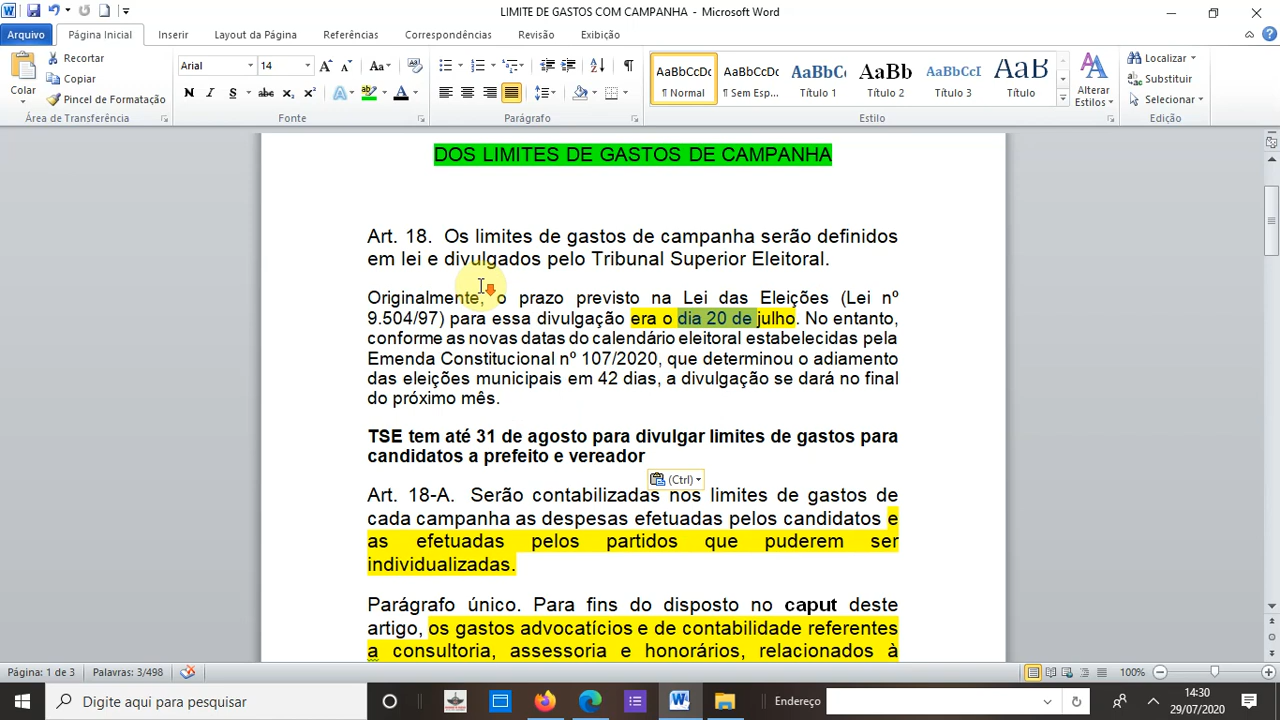 LIMITE DE GASTOS COM CAMPANHA - Microsoft Word
Arquivo Página Inicial Inserir Layout da Página Referências Correspondências Revisão Exibição
Colar
Recortar
Copiar
Pincel de Formatação
Área de Transferência
Arial 14
N I S abc
Fonte
Parágrafo
AaBbCcDc AaBbCcDc AaBbC AaBb AaBbCcI AaB
¶ Normal ¶ Sem Esp... Título 1 Título 2 Título 3 Título
Alterar
Estilos
Estilo
Localizar
Substituir
Selecionar
Edição
DOS LIMITES DE GASTOS DE CAMPANHA
Art. 18. Os limites de gastos de campanha serão definidos
em lei e divulgados pelo Tribunal Superior Eleitoral.
Originalmente, o prazo previsto na Lei das Eleições (Lei nº
9.504/97) para essa divulgação era o dia 20 de julho. No entanto,
conforme as novas datas do calendário eleitoral estabelecidas pela
Emenda Constitucional nº 107/2020, que determinou o adiamento
das eleições municipais em 42 dias, a divulgação se dará no final
do próximo mês.
TSE tem até 31 de agosto para divulgar limites de gastos para
candidatos a prefeito e vereador
(Ctrl)
Art. 18-A. Serão contabilizadas nos limites de gastos de
cada campanha as despesas efetuadas pelos candidatos e
as efetuadas pelos partidos que puderem ser
individualizadas.
Parágrafo único. Para fins do disposto no caput deste
artigo, os gastos advocatícios e de contabilidade referentes
a consultoria, assessoria e honorários, relacionados à
Página: 1 de 3 Palavras: 3/498 100%
Digite aqui para pesquisar
Endereço
14:30
29/07/2020